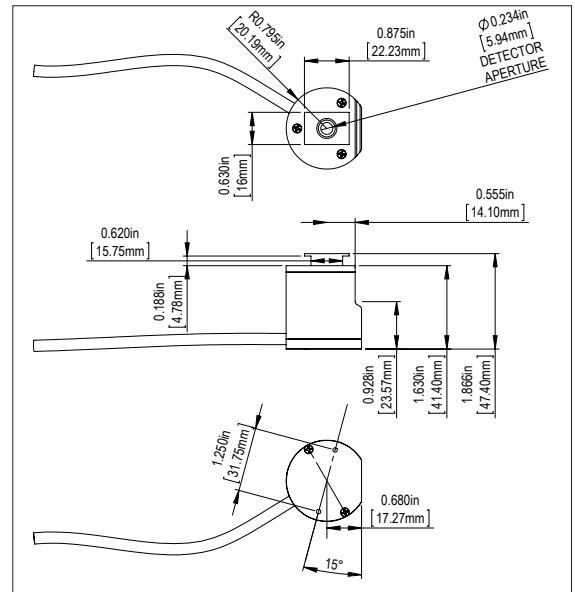 R0.795in
[20.19mm]
0.875in
[22.23mm]
Ø0.234in
[5.94mm]
DETECTOR
APERTURE
0.630in
[16mm]
0.555in
[14.10mm]
0.620in
[15.75mm]
0.188in
[4.78mm]
0.928in
[23.57mm]
1.630in
[41.40mm]
1.866in
[47.40mm]
1.250in
[31.75mm]
0.680in
[17.27mm]
15°